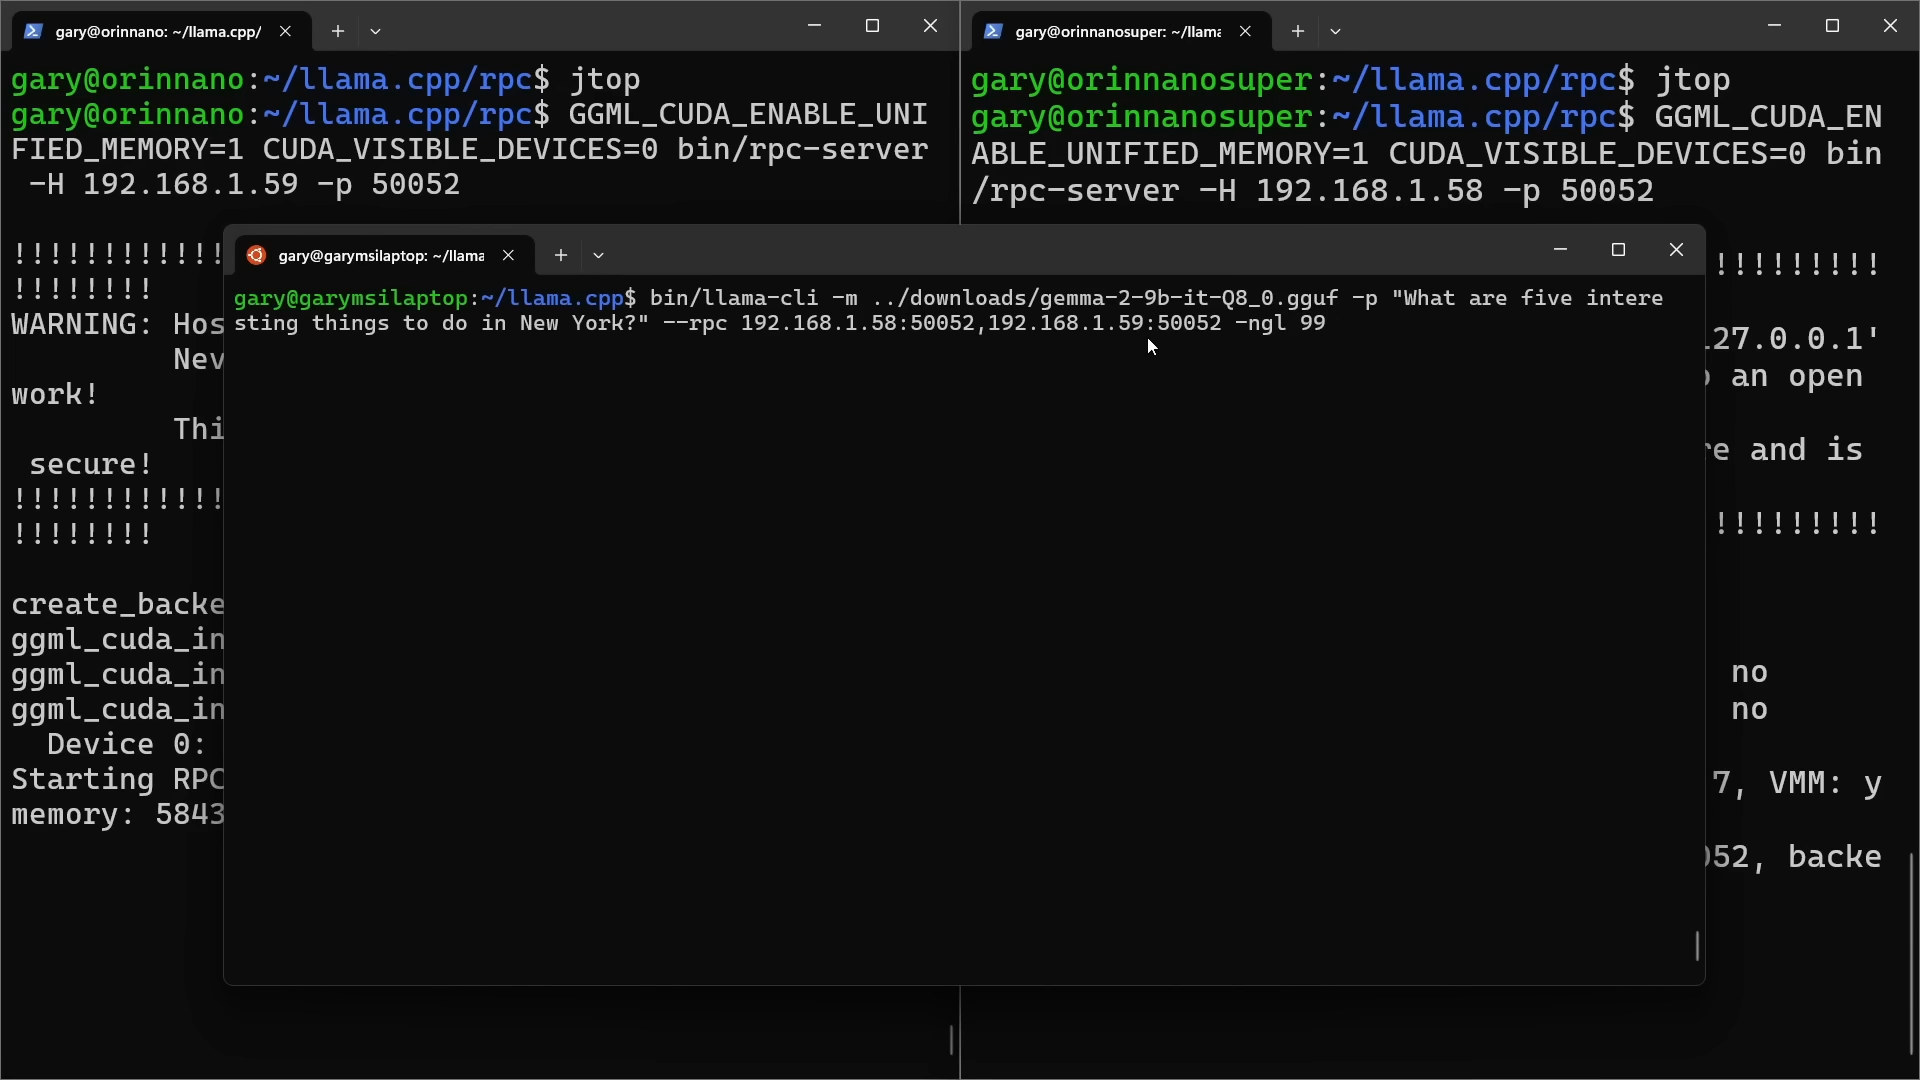 gary@orinnano: ~/llama.cpp/
gary@orinnano:~/llama.cpp/rpc$ jtop
gary@orinnano:~/llama.cpp/rpc$ GGML_CUDA_ENABLE_UNI
FIED_MEMORY=1 CUDA_VISIBLE_DEVICES=0 bin/rpc-server
-H 192.168.1.59 -p 50052
!!!!!!!!!!!!
!!!!!!!!
WARNING: Hos
Nev
work!
Thi
secure!
!!!!!!!!!!!!
!!!!!!!!
create_backe
ggml_cuda_in
ggml_cuda_in
ggml_cuda_in
Device 0:
Starting RPC
memory: 5843
gary@orinnanosuper: ~/llama
gary@orinnanosuper:~/llama.cpp/rpc$ jtop
gary@orinnanosuper:~/llama.cpp/rpc$ GGML_CUDA_EN
ABLE_UNIFIED_MEMORY=1 CUDA_VISIBLE_DEVICES=0 bin
/rpc-server -H 192.168.1.58 -p 50052
!!!!!!!!!
127.0.0.1'
an open
re and is
!!!!!!!!!
no
no
7, VMM: y
052, backe
gary@garymsilaptop: ~/llama
gary@garymsilaptop:~/llama.cpp$ bin/llama-cli -m ../downloads/gemma-2-9b-it-Q8_0.gguf -p "What are five intere
sting things to do in New York?" --rpc 192.168.1.58:50052,192.168.1.59:50052 -ngl 99